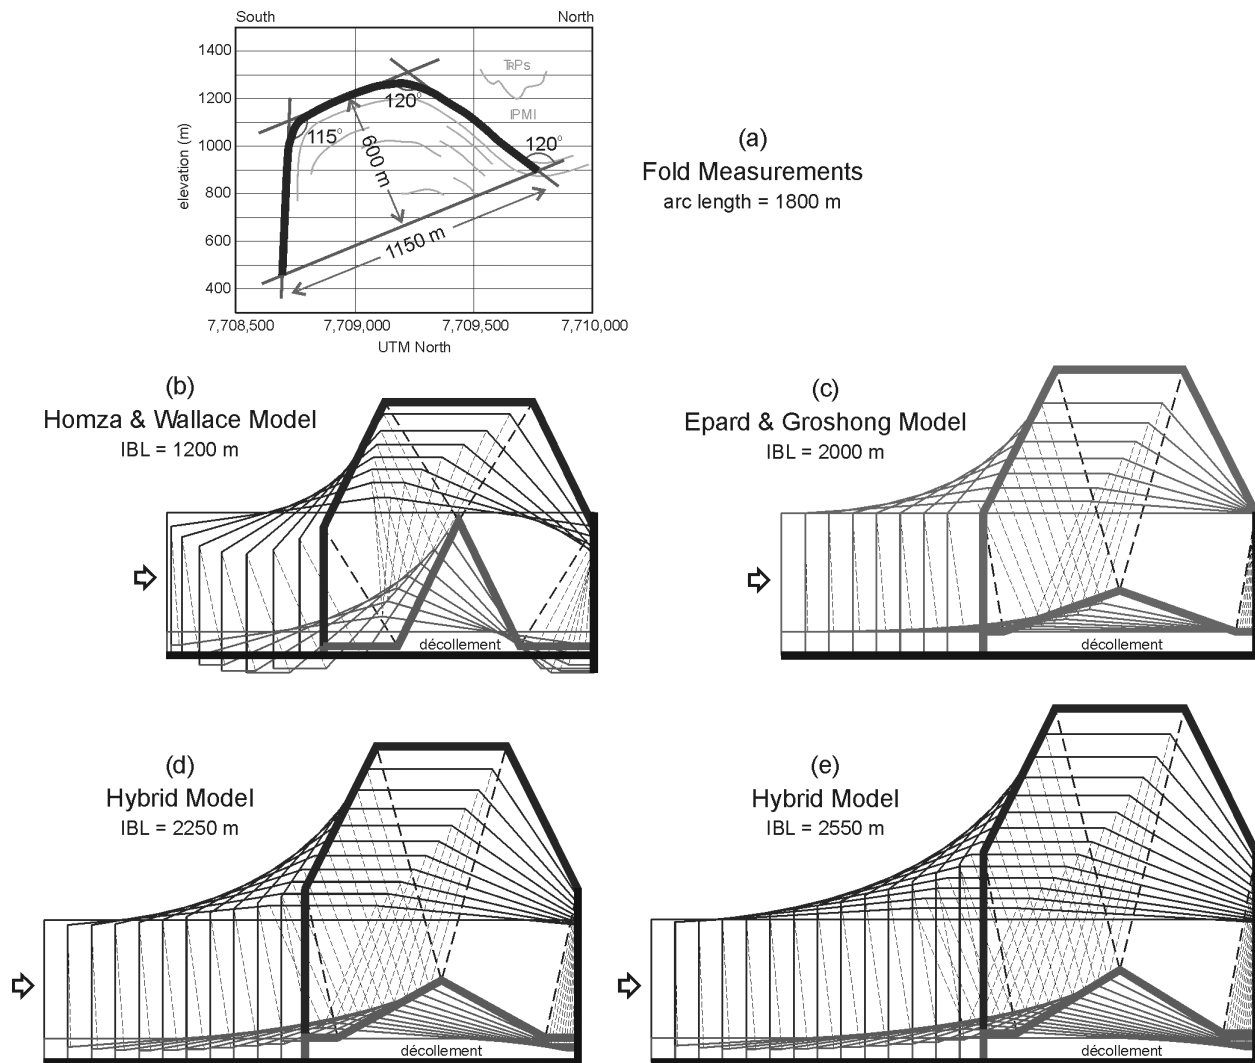 South
North
1400
1200
1000
800
600
400
elevation (m)
TRPs
IPMI
120°
115°
120°
600 m
1150 m
7,708,500
7,709,000
7,709,500
7,710,000
UTM North
(a)
Fold Measurements
arc length = 1800 m
(b)
Homza & Wallace Model
IBL = 1200 m
décollement
(c)
Epard & Groshong Model
IBL = 2000 m
décollement
(d)
Hybrid Model
IBL = 2250 m
décollement
(e)
Hybrid Model
IBL = 2550 m
décollement